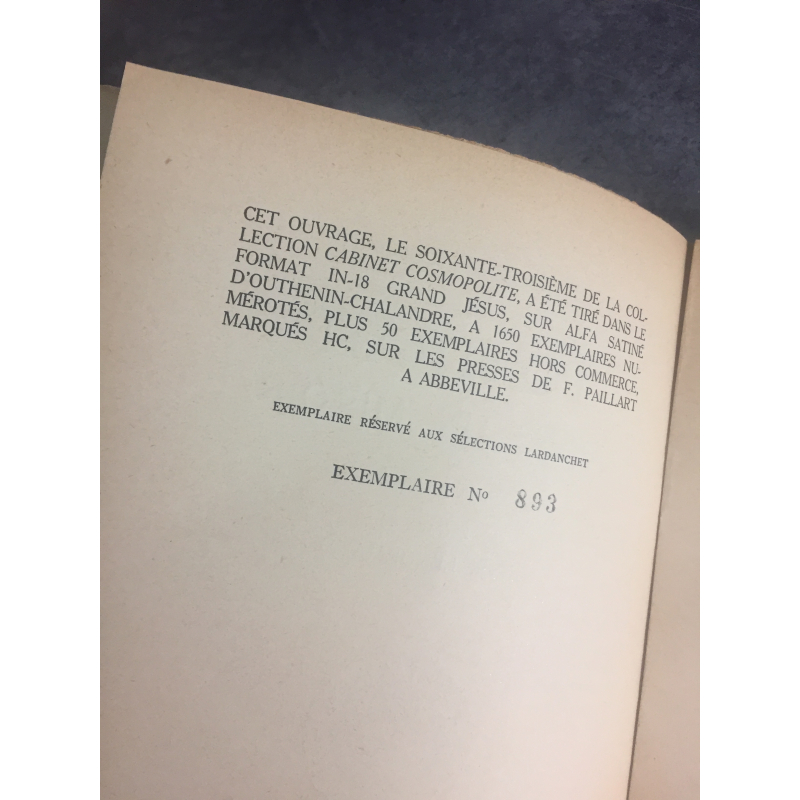 CET OUVRAGE, LE SOIXANTE-TROISIÈME DE LA COL-
LECTION CABINET COSMOPOLITE, A ÉTÉ TIRÉ DANS LE
FORMAT IN-18 GRAND JÉSUS, SUR ALFA SATINÉ
D'OUTHENIN-CHALANDRE, A 1650 EXEMPLAIRES NU-
MÉROTÉS, PLUS 50 EXEMPLAIRES HORS COMMERCE,
MARQUÉS HC, SUR LES PRESSES DE F. PAILLART
A ABBEVILLE.
EXEMPLAIRE RÉSERVÉ AUX SÉLECTIONS LARDANCHET
EXEMPLAIRE Nº 893